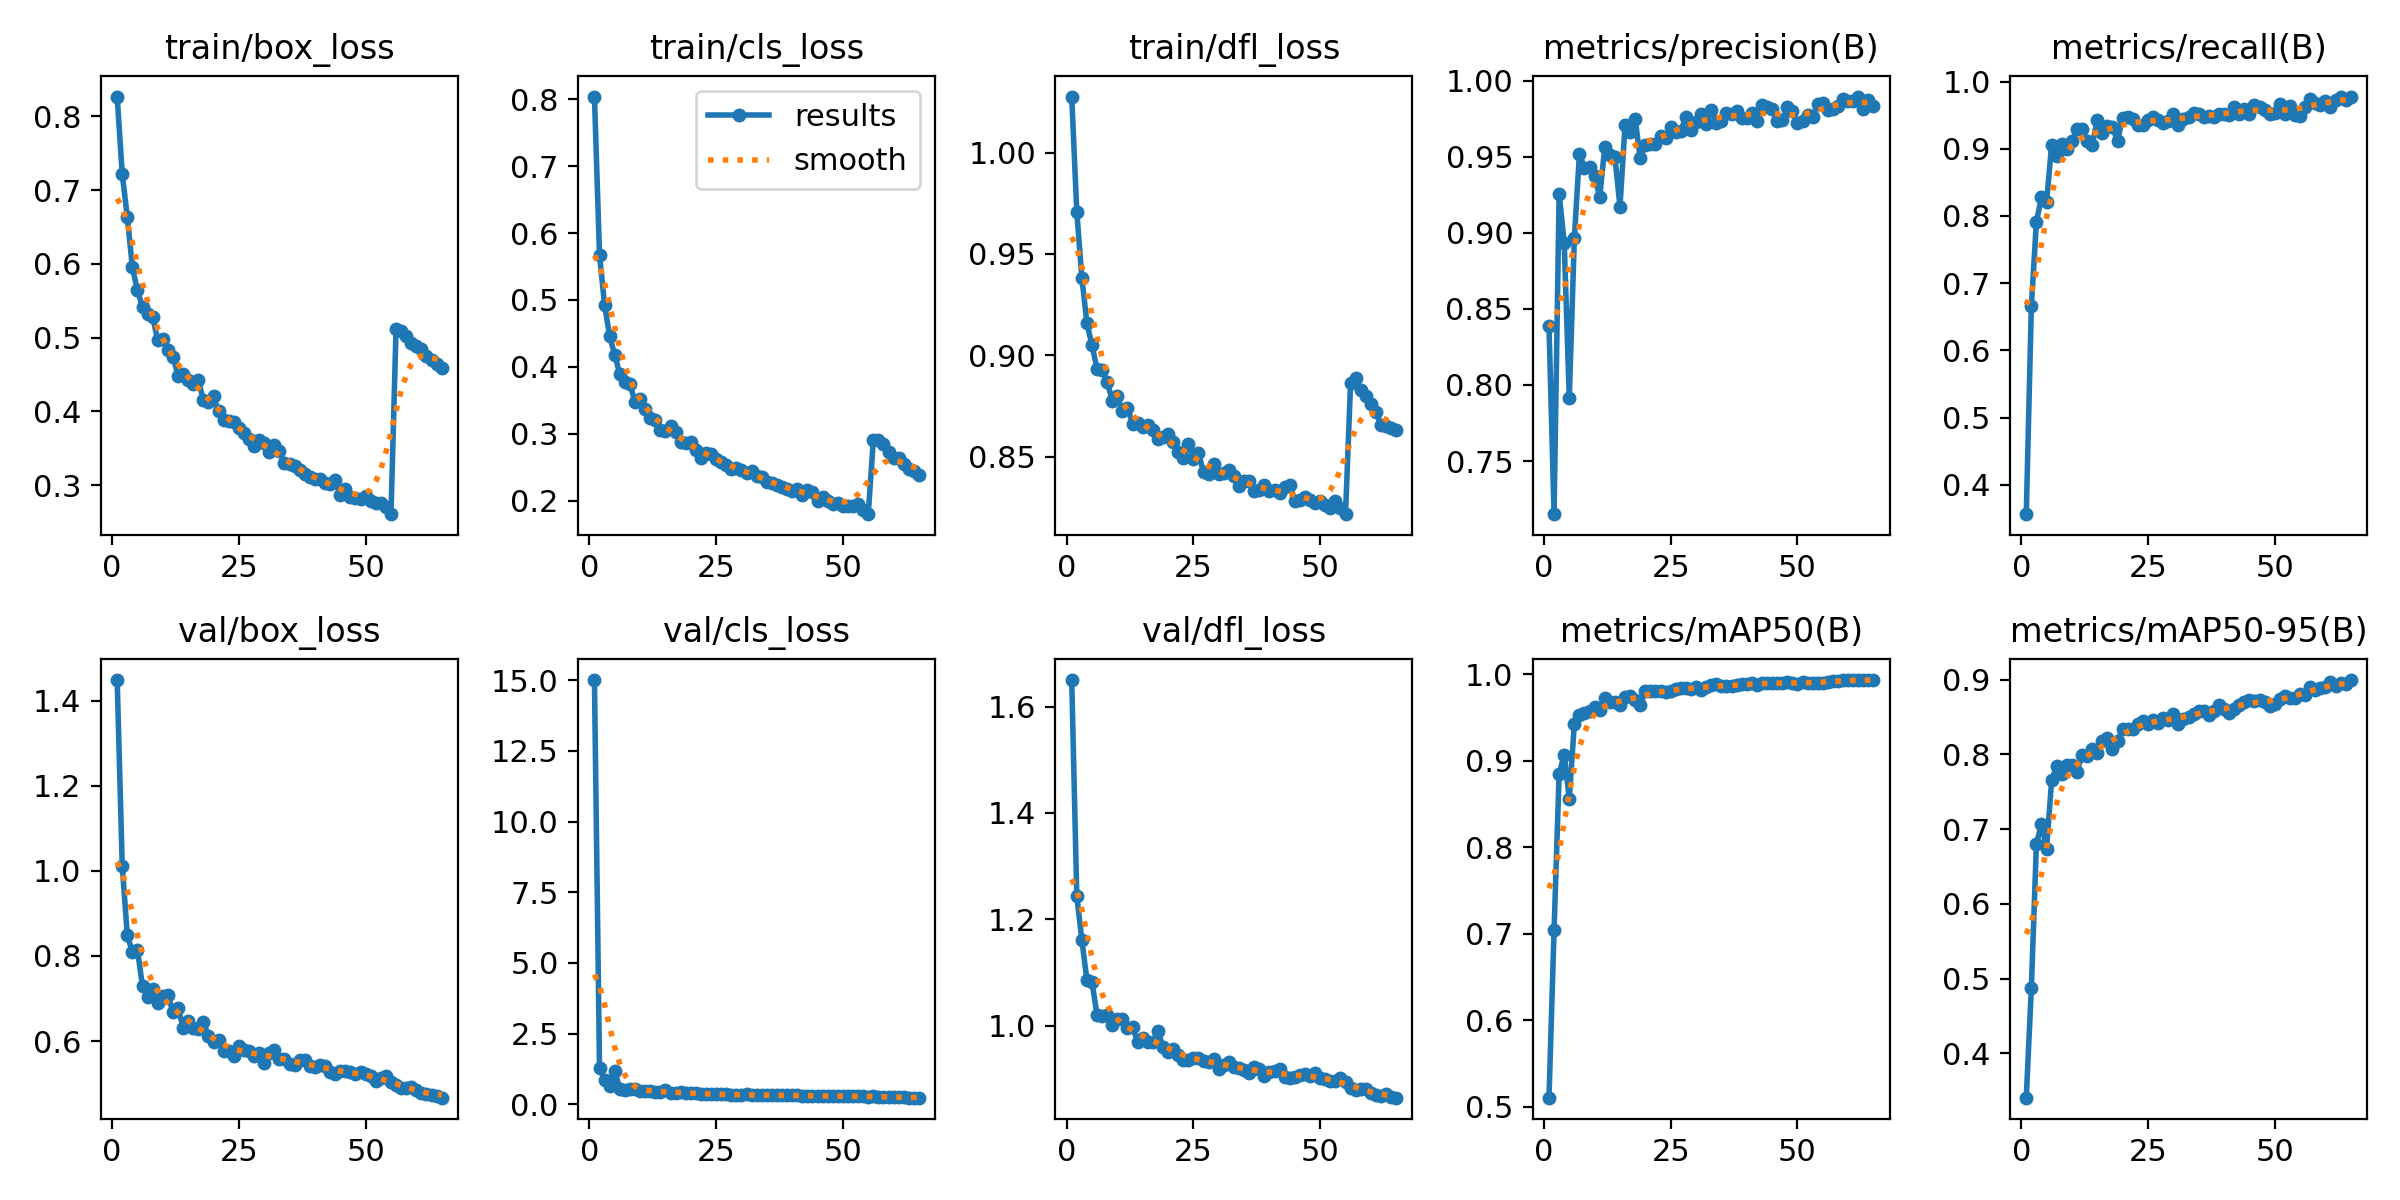 train/box_loss
0.8
0.7
0.6
0.5
0.4
0.3
0 25 50
train/cls_loss
results
smooth
0.8
0.7
0.6
0.5
0.4
0.3
0.2
0 25 50
train/dfl_loss
1.00
0.95
0.90
0.85
0 25 50
metrics/precision(B)
1.00
0.95
0.90
0.85
0.80
0.75
0 25 50
metrics/recall(B)
1.0
0.9
0.8
0.7
0.6
0.5
0.4
0 25 50
val/box_loss
1.4
1.2
1.0
0.8
0.6
0 25 50
val/cls_loss
15.0
12.5
10.0
7.5
5.0
2.5
0.0
0 25 50
val/dfl_loss
1.6
1.4
1.2
1.0
0 25 50
metrics/mAP50(B)
1.0
0.9
0.8
0.7
0.6
0.5
0 25 50
metrics/mAP50-95(B)
0.9
0.8
0.7
0.6
0.5
0.4
0 25 50